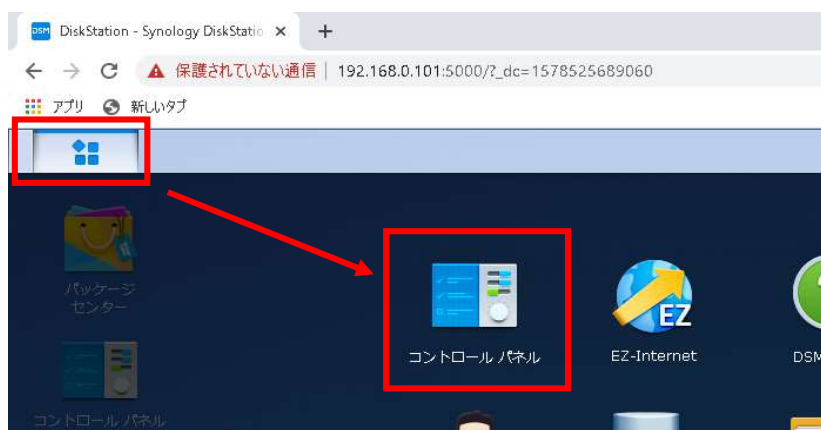 DSM DiskStation - Synology DiskStatio
保護されていない通信 | 192.168.0.101:5000/?_dc=1578525689060
アプリ 新しいタブ
パッケージ
センター
コントロール パネル EZ-Internet DSM
EZ
コントロール パネル